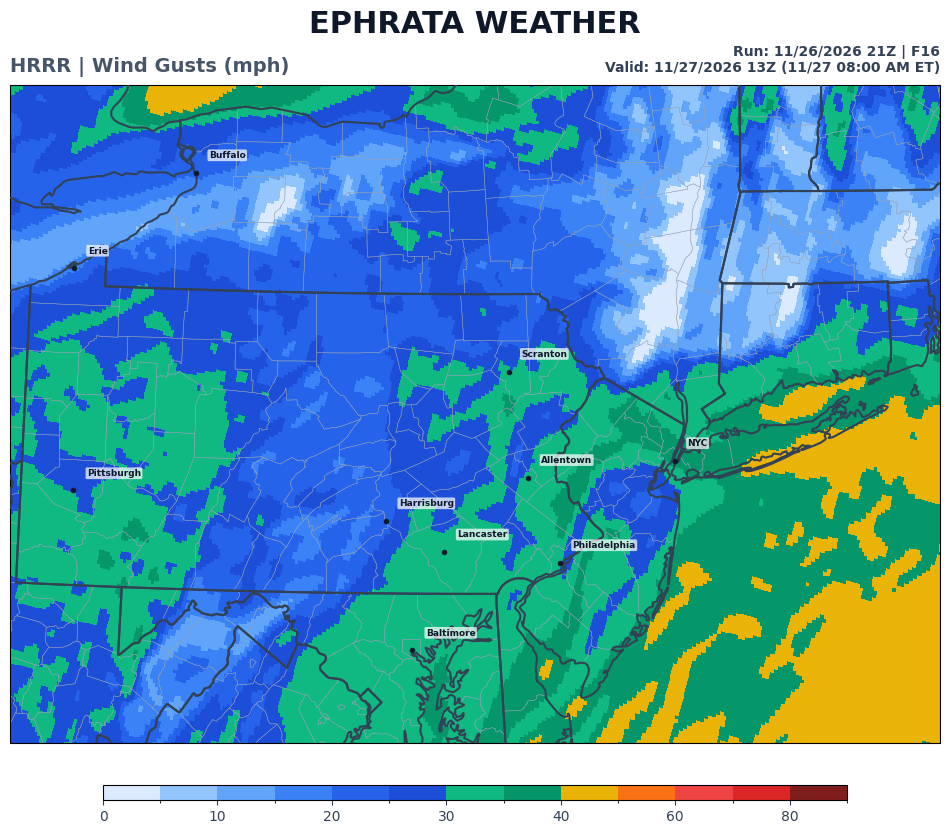 EPHRATA WEATHER
HRRR | Wind Gusts (mph)
Run: 11/26/2026 21Z | F16
Valid: 11/27/2026 13Z (11/27 08:00 AM ET)
Buffalo
Erie
Scranton
NYC
Allentown
Pittsburgh
Harrisburg
Lancaster
Philadelphia
Baltimore
0 10 20 30 40 50 60 70 80